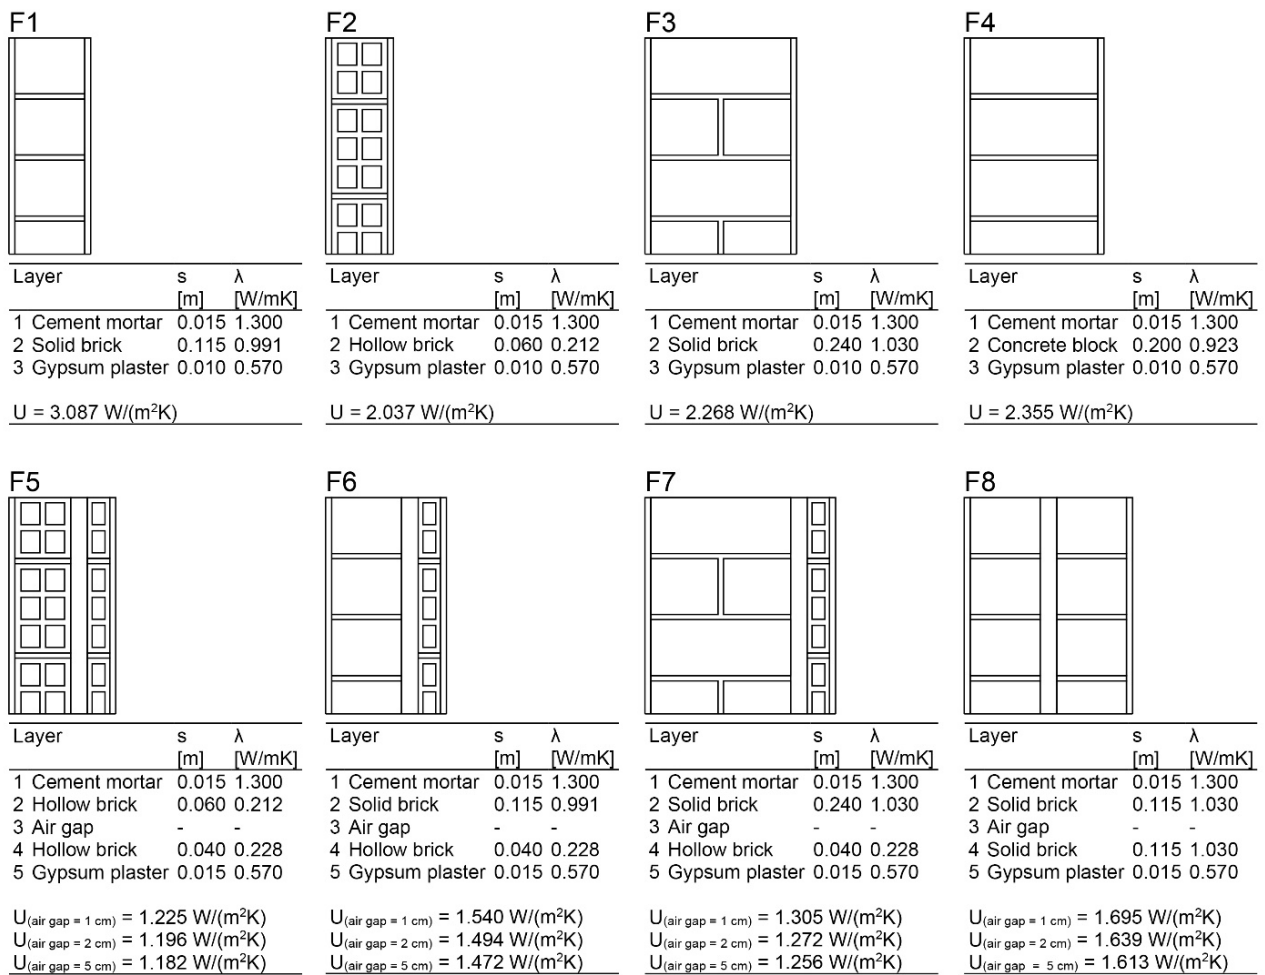 F1
Layer s λ
[m] [W/mK]
1 Cement mortar 0.015 1.300
2 Solid brick 0.115 0.991
3 Gypsum plaster 0.010 0.570
U = 3.087 W/(m²K)
F2
Layer s λ
[m] [W/mK]
1 Cement mortar 0.015 1.300
2 Hollow brick 0.060 0.212
3 Gypsum plaster 0.010 0.570
U = 2.037 W/(m²K)
F3
Layer s λ
[m] [W/mK]
1 Cement mortar 0.015 1.300
2 Solid brick 0.240 1.030
3 Gypsum plaster 0.010 0.570
U = 2.268 W/(m²K)
F4
Layer s λ
[m] [W/mK]
1 Cement mortar 0.015 1.300
2 Concrete block 0.200 0.923
3 Gypsum plaster 0.010 0.570
U = 2.355 W/(m²K)
F5
Layer s λ
[m] [W/mK]
1 Cement mortar 0.015 1.300
2 Hollow brick 0.060 0.212
3 Air gap - -
4 Hollow brick 0.040 0.228
5 Gypsum plaster 0.015 0.570
U(air gap = 1 cm) = 1.225 W/(m²K)
U(air gap = 2 cm) = 1.196 W/(m²K)
U(air gap = 5 cm) = 1.182 W/(m²K)
F6
Layer s λ
[m] [W/mK]
1 Cement mortar 0.015 1.300
2 Solid brick 0.115 0.991
3 Air gap - -
4 Hollow brick 0.040 0.228
5 Gypsum plaster 0.015 0.570
U(air gap = 1 cm) = 1.540 W/(m²K)
U(air gap = 2 cm) = 1.494 W/(m²K)
U(air gap = 5 cm) = 1.472 W/(m²K)
F7
Layer s λ
[m] [W/mK]
1 Cement mortar 0.015 1.300
2 Solid brick 0.240 1.030
3 Air gap - -
4 Hollow brick 0.040 0.228
5 Gypsum plaster 0.015 0.570
U(air gap = 1 cm) = 1.305 W/(m²K)
U(air gap = 2 cm) = 1.272 W/(m²K)
U(air gap = 5 cm) = 1.256 W/(m²K)
F8
Layer s λ
[m] [W/mK]
1 Cement mortar 0.015 1.300
2 Solid brick 0.115 1.030
3 Air gap - -
4 Solid brick 0.115 1.030
5 Gypsum plaster 0.015 0.570
U(air gap = 1 cm) = 1.695 W/(m²K)
U(air gap = 2 cm) = 1.639 W/(m²K)
U(air gap = 5 cm) = 1.613 W/(m²K)